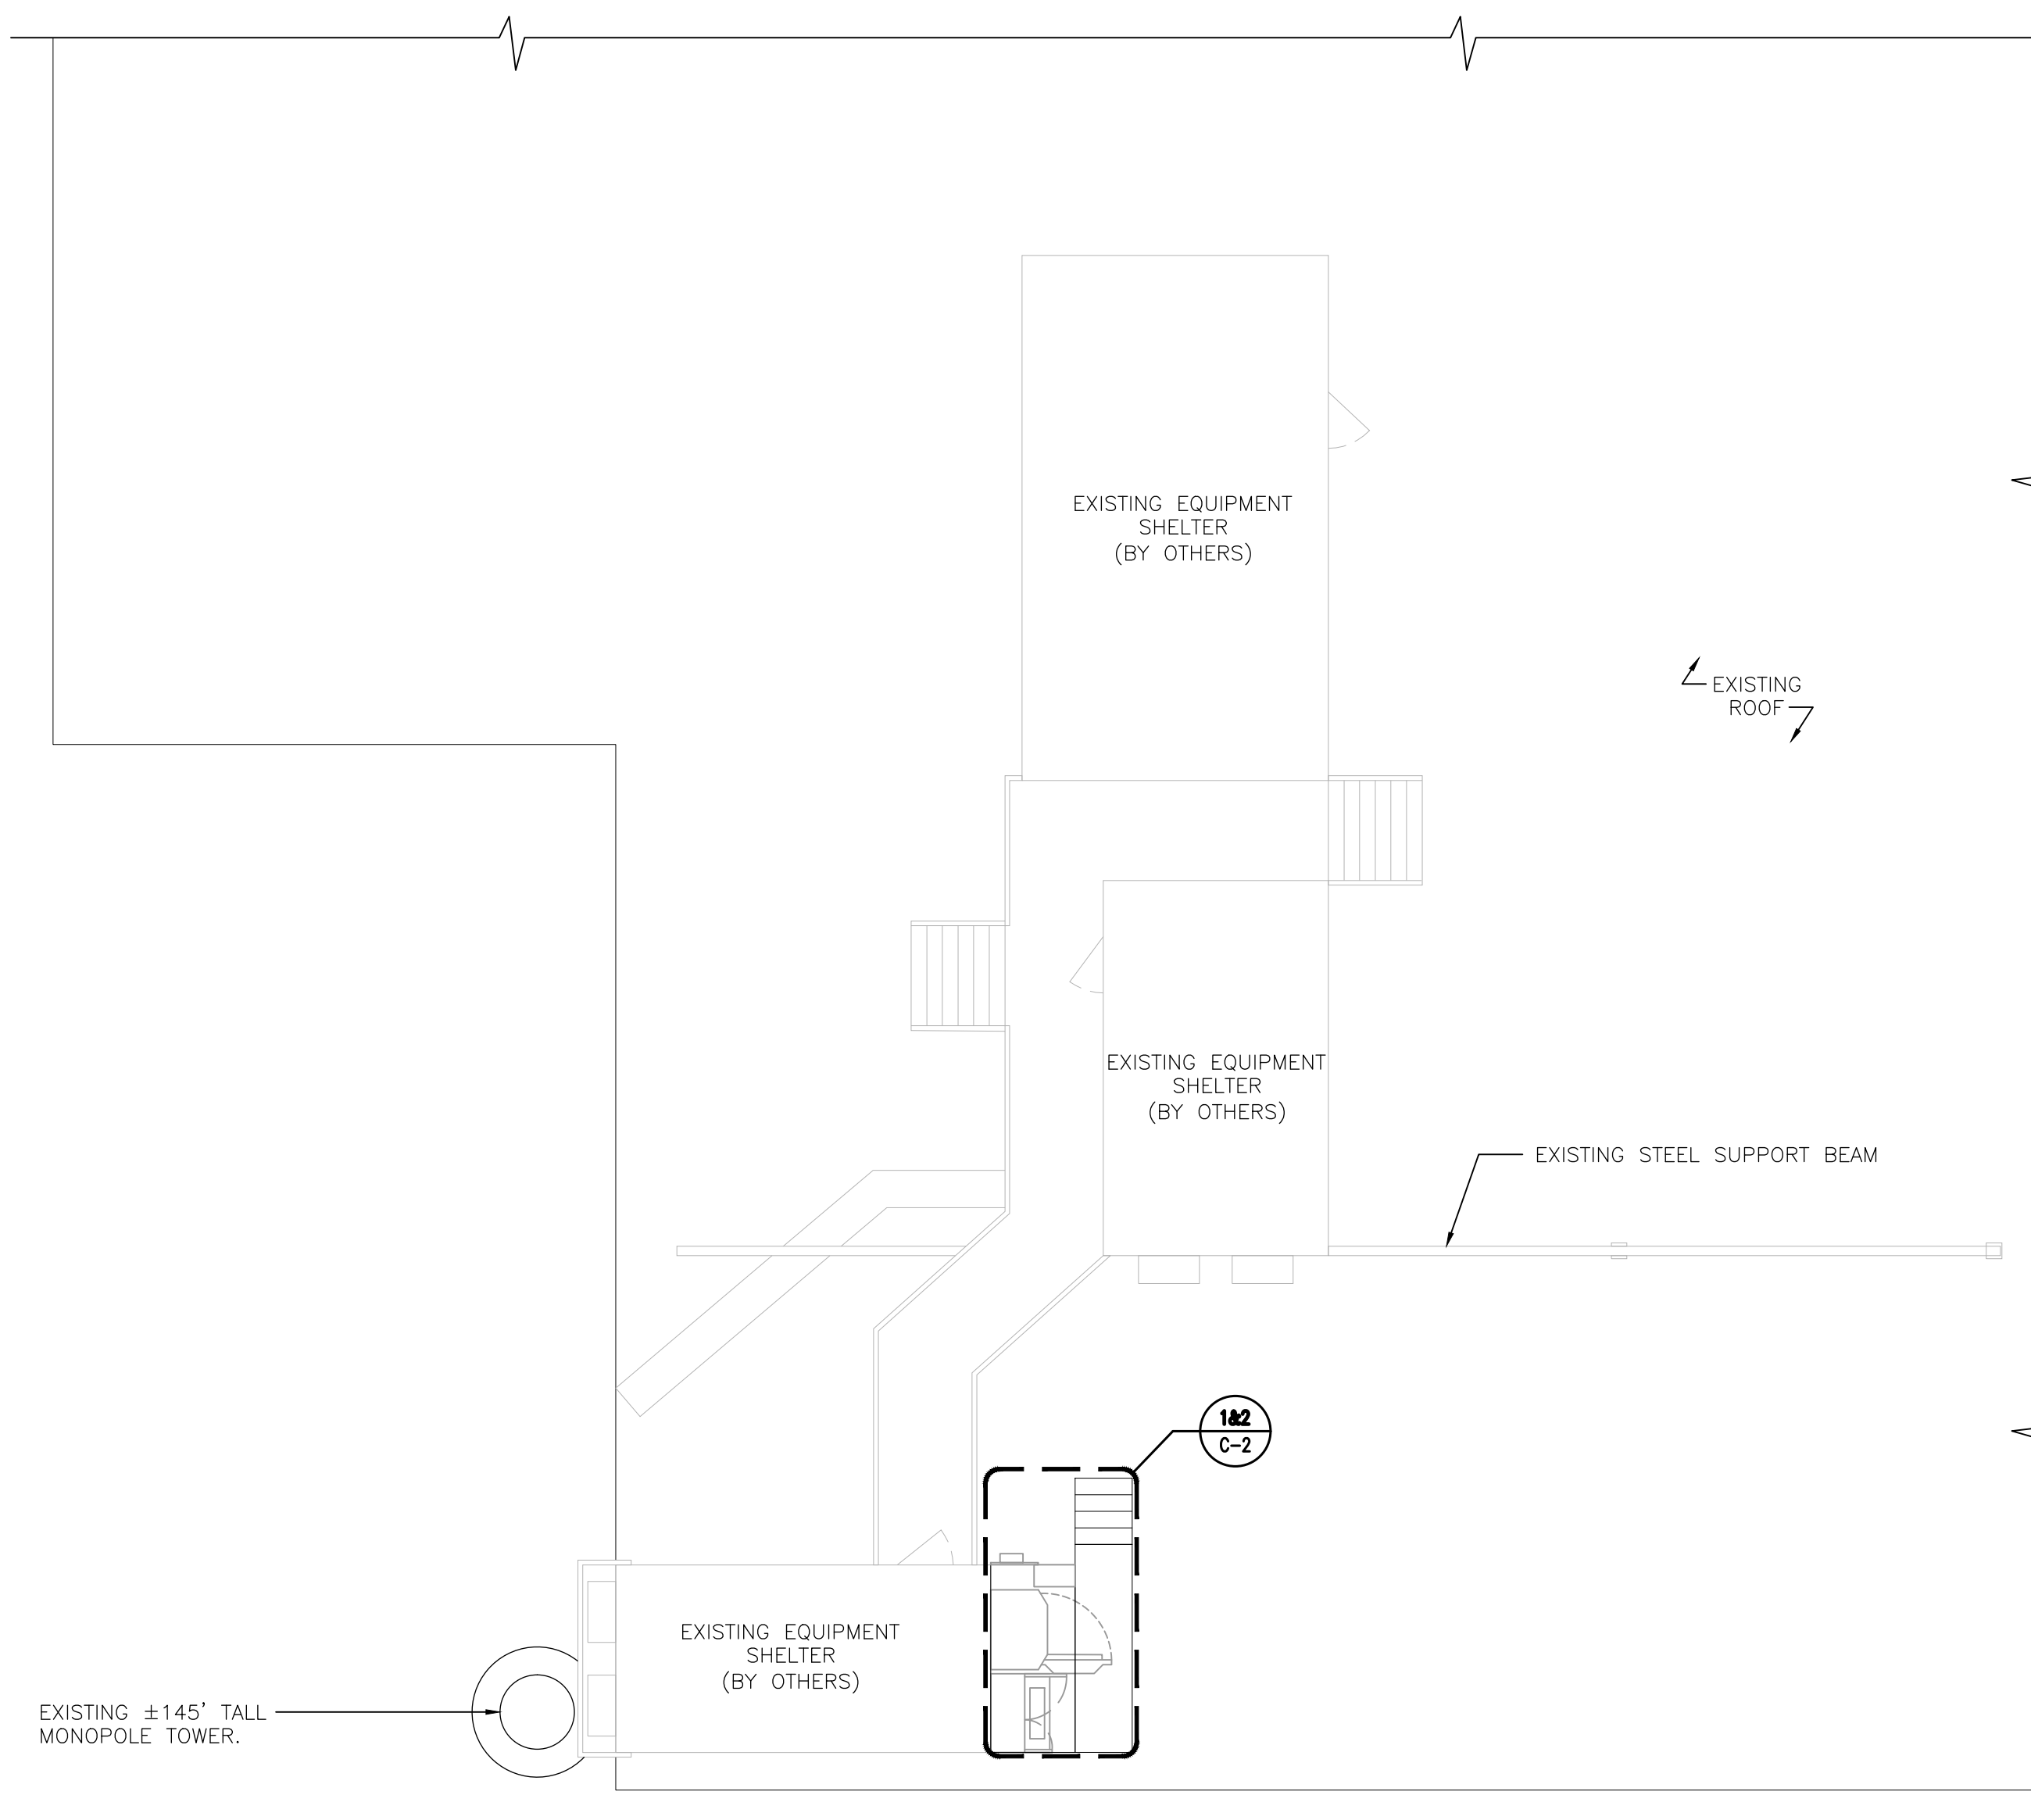 EXISTING EQUIPMENT
SHELTER
(BY OTHERS)
EXISTING
ROOF
EXISTING EQUIPMENT
SHELTER
(BY OTHERS)
EXISTING STEEL SUPPORT BEAM
1&2
C-2
EXISTING EQUIPMENT
SHELTER
(BY OTHERS)
EXISTING ±145' TALL
MONOPOLE TOWER.